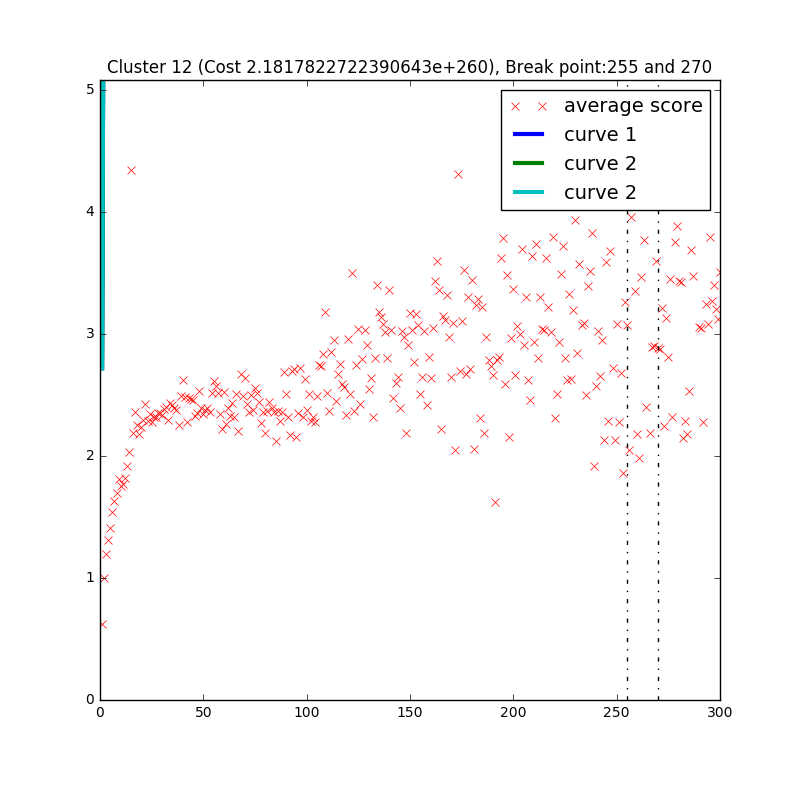 Cluster 12 (Cost 2.1817822722390643e+260), Break point:255 and 270
average score
curve 1
curve 2
curve 2
5
4
3
2
1
0
0 50 100 150 200 250 300